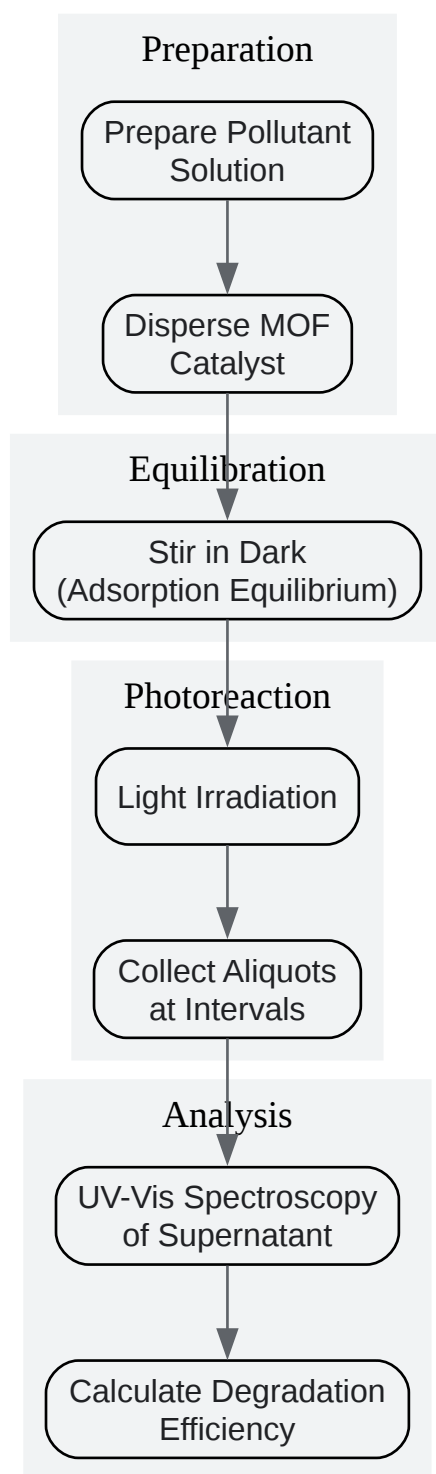 Preparation
Prepare Pollutant
Solution
Disperse MOF
Catalyst
Equilibration
Stir in Dark
(Adsorption Equilibrium)
Photoreaction
Light Irradiation
Collect Aliquots
at Intervals
Analysis
UV-Vis Spectroscopy
of Supernatant
Calculate Degradation
Efficiency